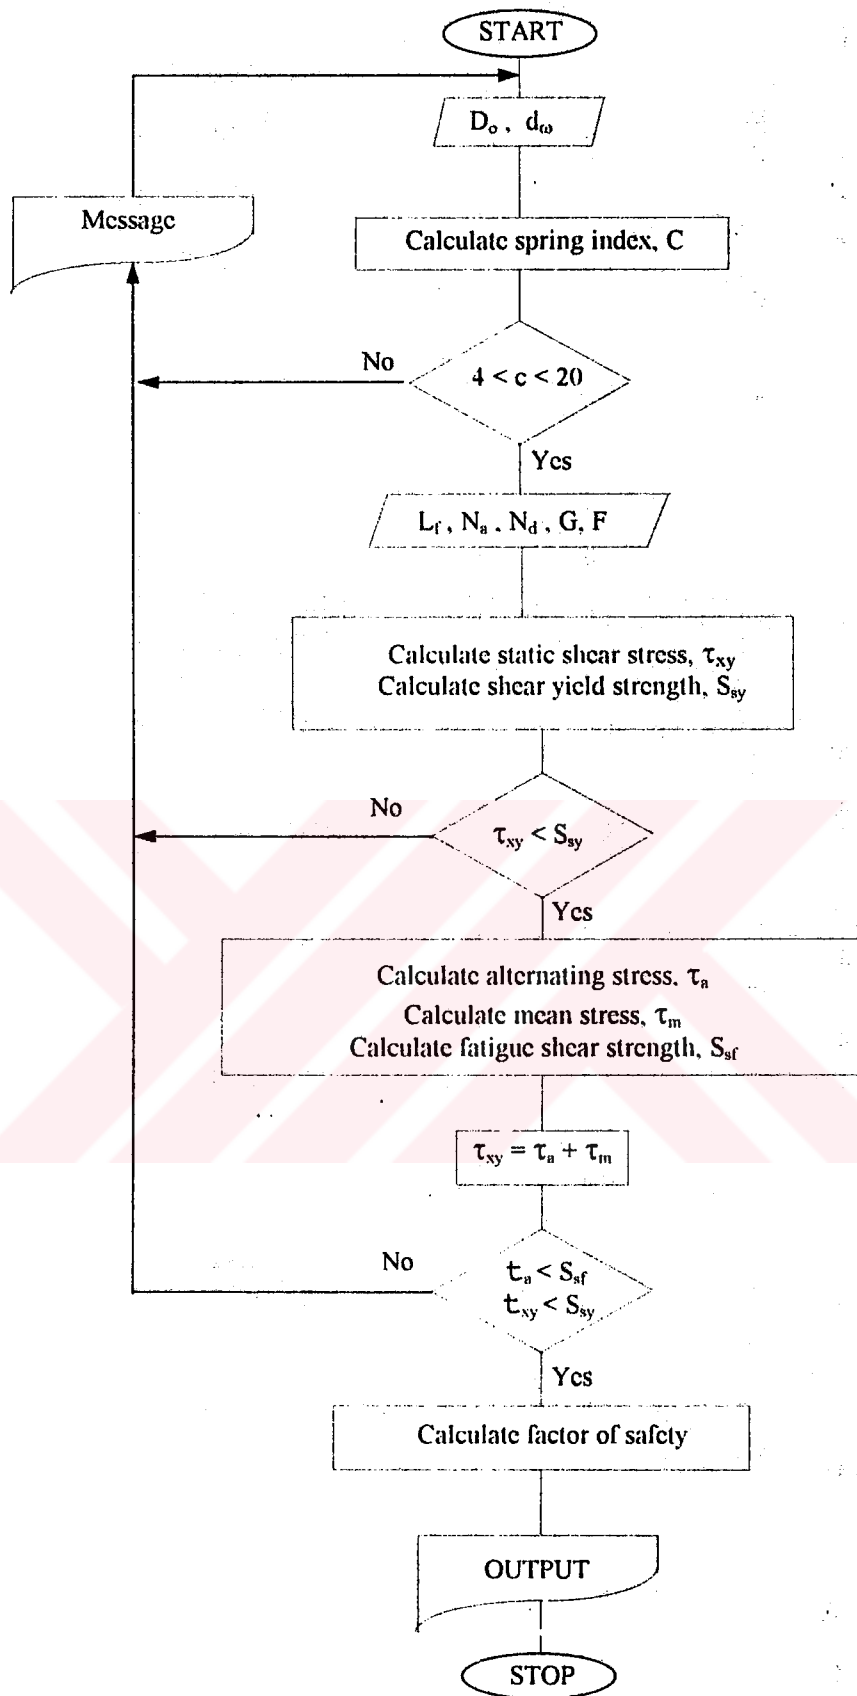 START
Dₒ , d_ω
Message
Calculate spring index, C
No
4 < c < 20
Yes
L_f , N_a . N_d , G, F
Calculate static shear stress, τ_xy
Calculate shear yield strength, S_sy
No
τ_xy < S_sy
Yes
Calculate alternating stress, τ_a
Calculate mean stress, τ_m
Calculate fatigue shear strength, S_sf
τ_xy = τ_a + τ_m
No
t_a < S_sf
t_xy < S_sy
Yes
Calculate factor of safety
OUTPUT
STOP